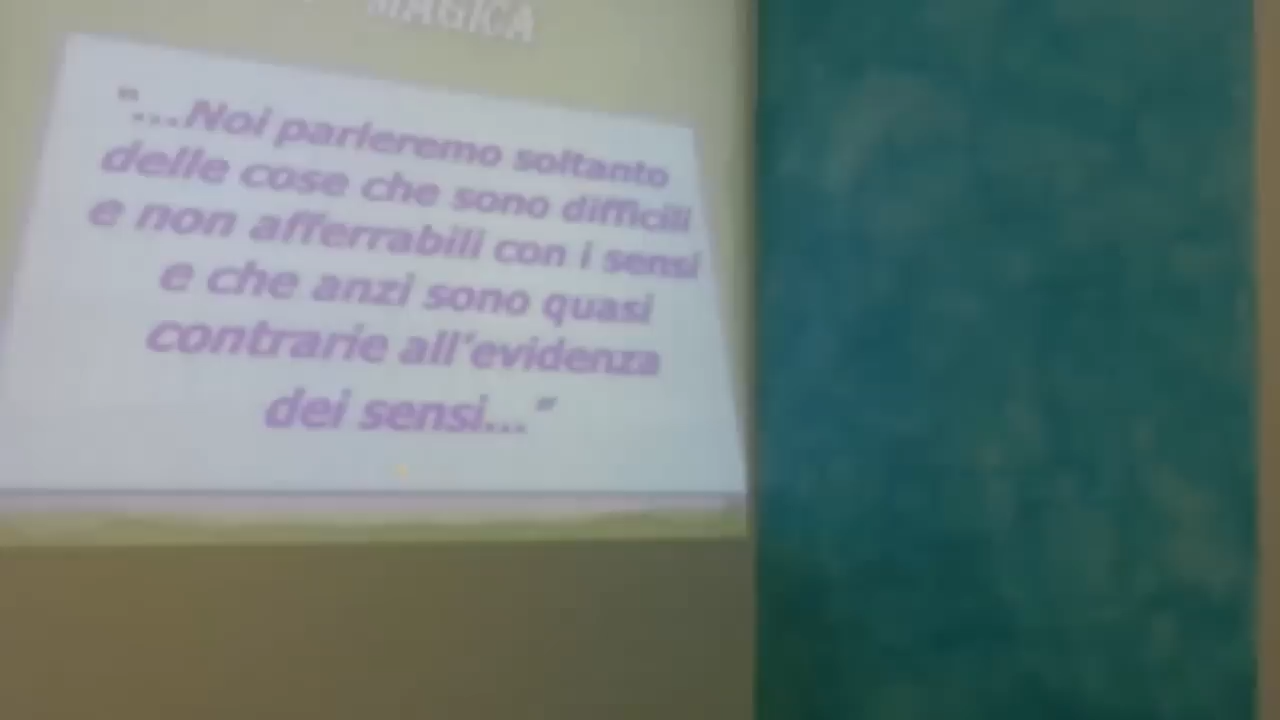 MAGICA
"...Noi parleremo soltanto
delle cose che sono difficili
e non afferrabili con i sensi
e che anzi sono quasi
contrarie all'evidenza
dei sensi..."